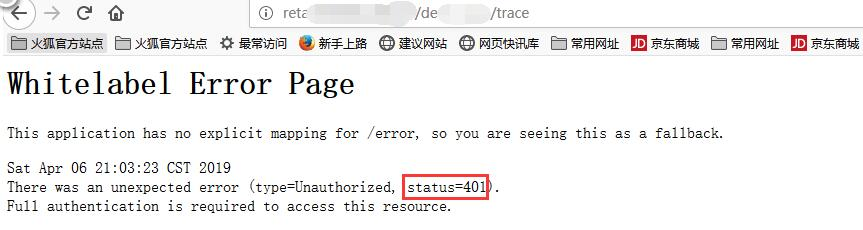 reta /de /trace
火狐官方站点 火狐官方站点 最常访问 新手上路 建议网站 网页快讯库 常用网址 JD 京东商城 常用网址 JD 京东商城
Whitelabel Error Page
This application has no explicit mapping for /error, so you are seeing this as a fallback.
Sat Apr 06 21:03:23 CST 2019
There was an unexpected error (type=Unauthorized, status=401).
Full authentication is required to access this resource.